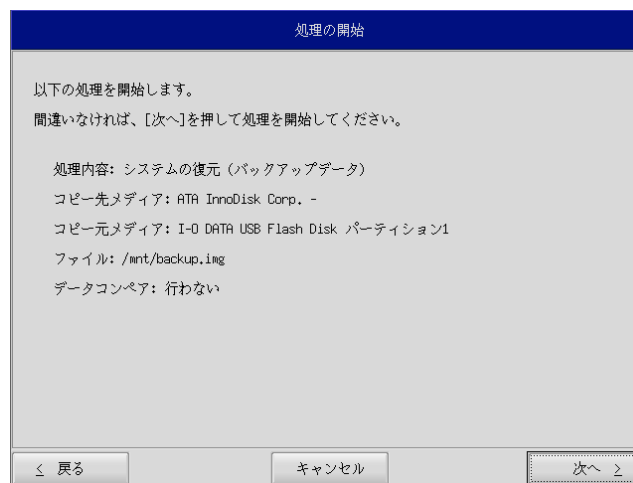 処理の開始
以下の処理を開始します。
間違いなければ、[次へ]を押して処理を開始してください。
処理内容: システムの復元 (バックアップデータ)
コピー先メディア: ATA InnoDisk Corp. -
コピー元メディア: I-O DATA USB Flash Disk パーティション1
ファイル: /mnt/backup.img
データコンペア: 行わない
< 戻る
キャンセル
次へ >